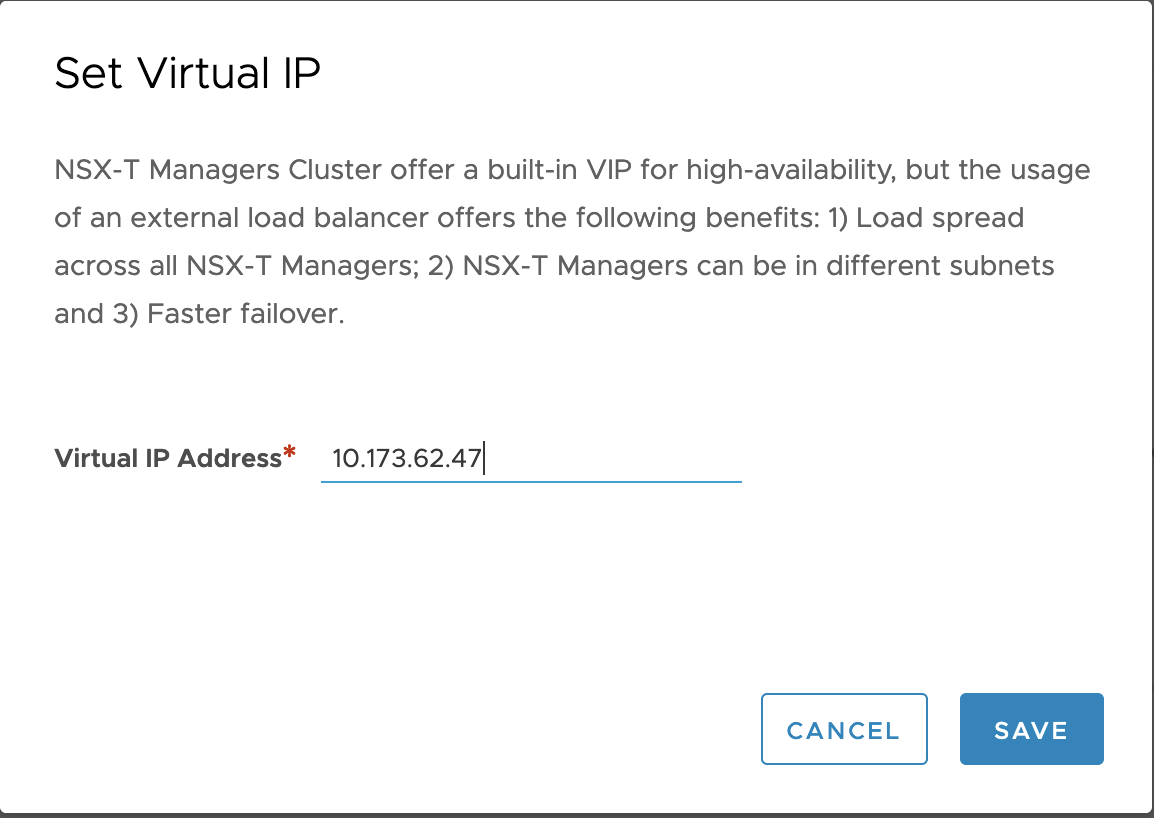 Set Virtual IP
NSX-T Managers Cluster offer a built-in VIP for high-availability, but the usage
of an external load balancer offers the following benefits: 1) Load spread
across all NSX-T Managers; 2) NSX-T Managers can be in different subnets
and 3) Faster failover.
Virtual IP Address* 10.173.62.47
CANCEL SAVE